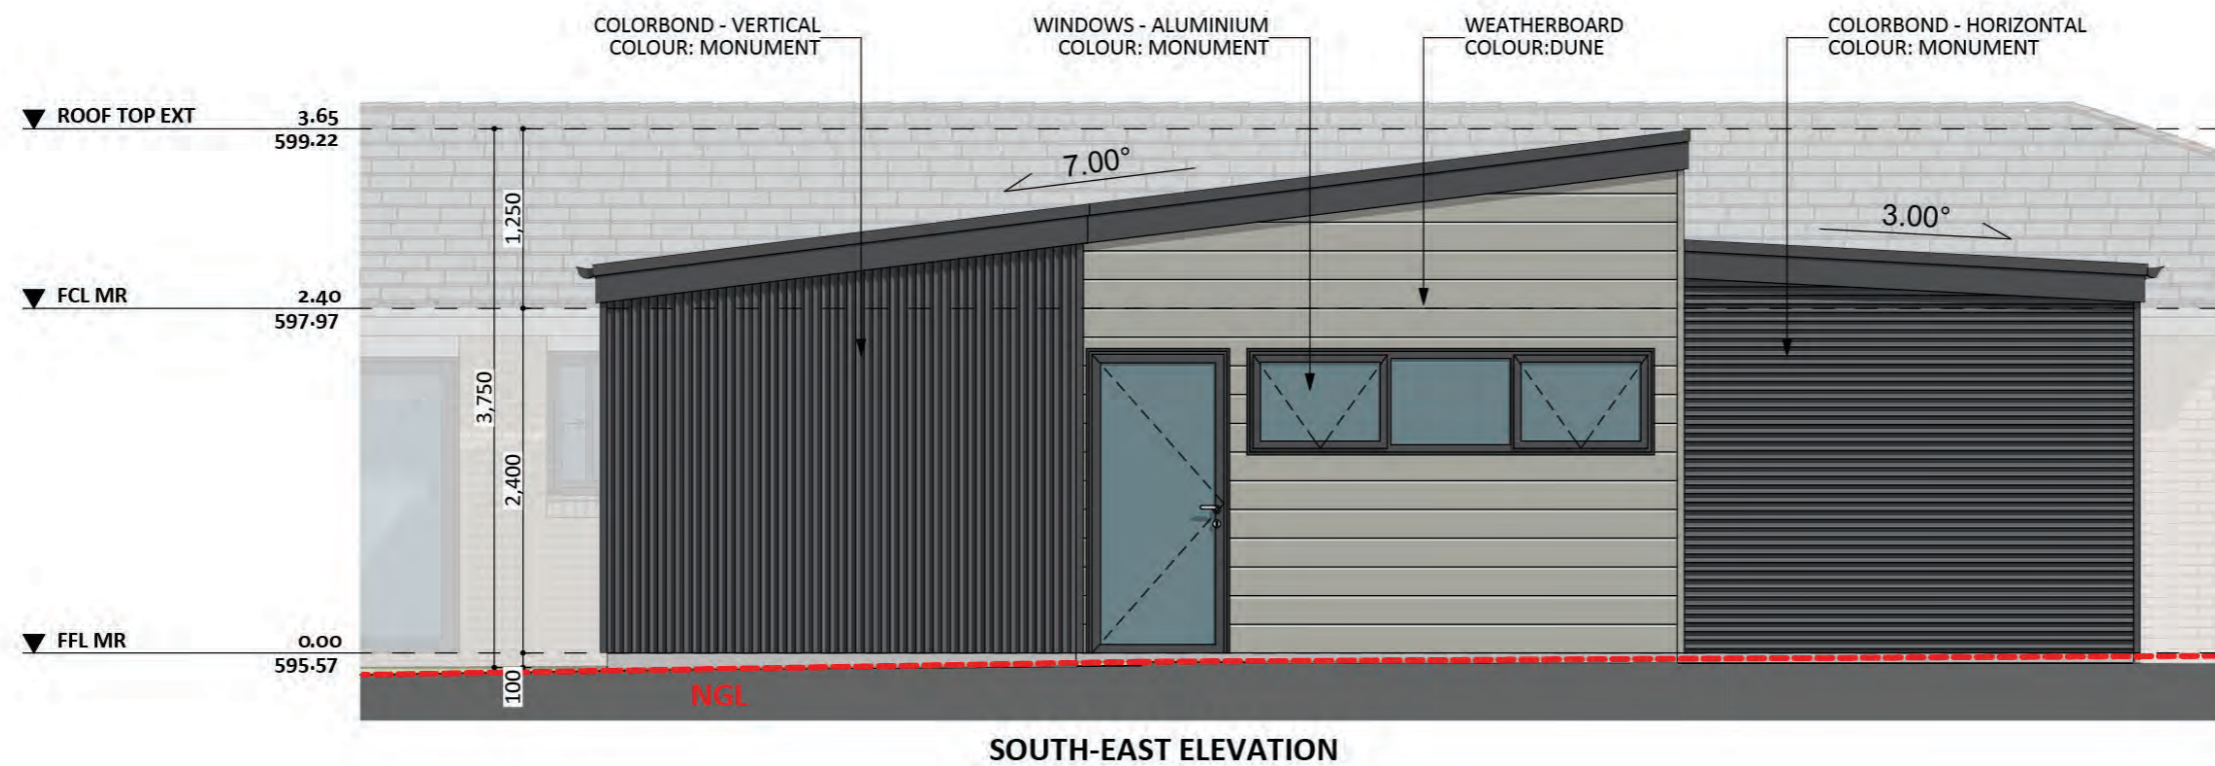 COLORBOND - VERTICAL
COLOUR: MONUMENT
WINDOWS - ALUMINIUM
COLOUR: MONUMENT
WEATHERBOARD
COLOUR:DUNE
COLORBOND - HORIZONTAL
COLOUR: MONUMENT
ROOF TOP EXT 3.65
599.22
7.00°
3.00°
1,250
FCL MR 2.40
597.97
3,750
2,400
FFL MR 0.00
595.57
100
NGL
SOUTH-EAST ELEVATION